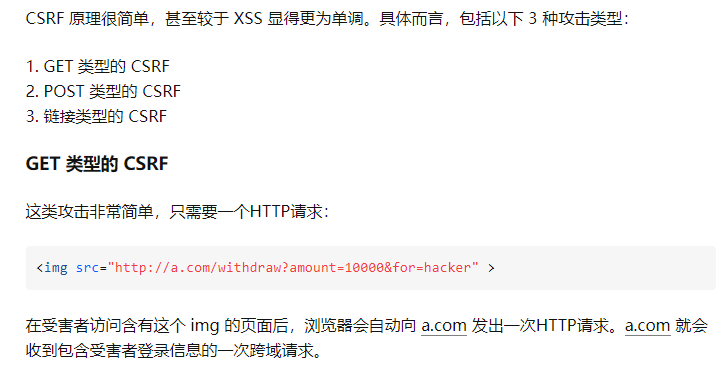 CSRF 原理很简单，甚至较于 XSS 显得更为单调。具体而言，包括以下 3 种攻击类型：
1. GET 类型的 CSRF
2. POST 类型的 CSRF
3. 链接类型的 CSRF
GET 类型的 CSRF
这类攻击非常简单，只需要一个HTTP请求：
<img src="http://a.com/withdraw?amount=10000&for=hacker" >
在受害者访问含有这个 img 的页面后，浏览器会自动向 a.com 发出一次HTTP请求。a.com 就会
收到包含受害者登录信息的一次跨域请求。